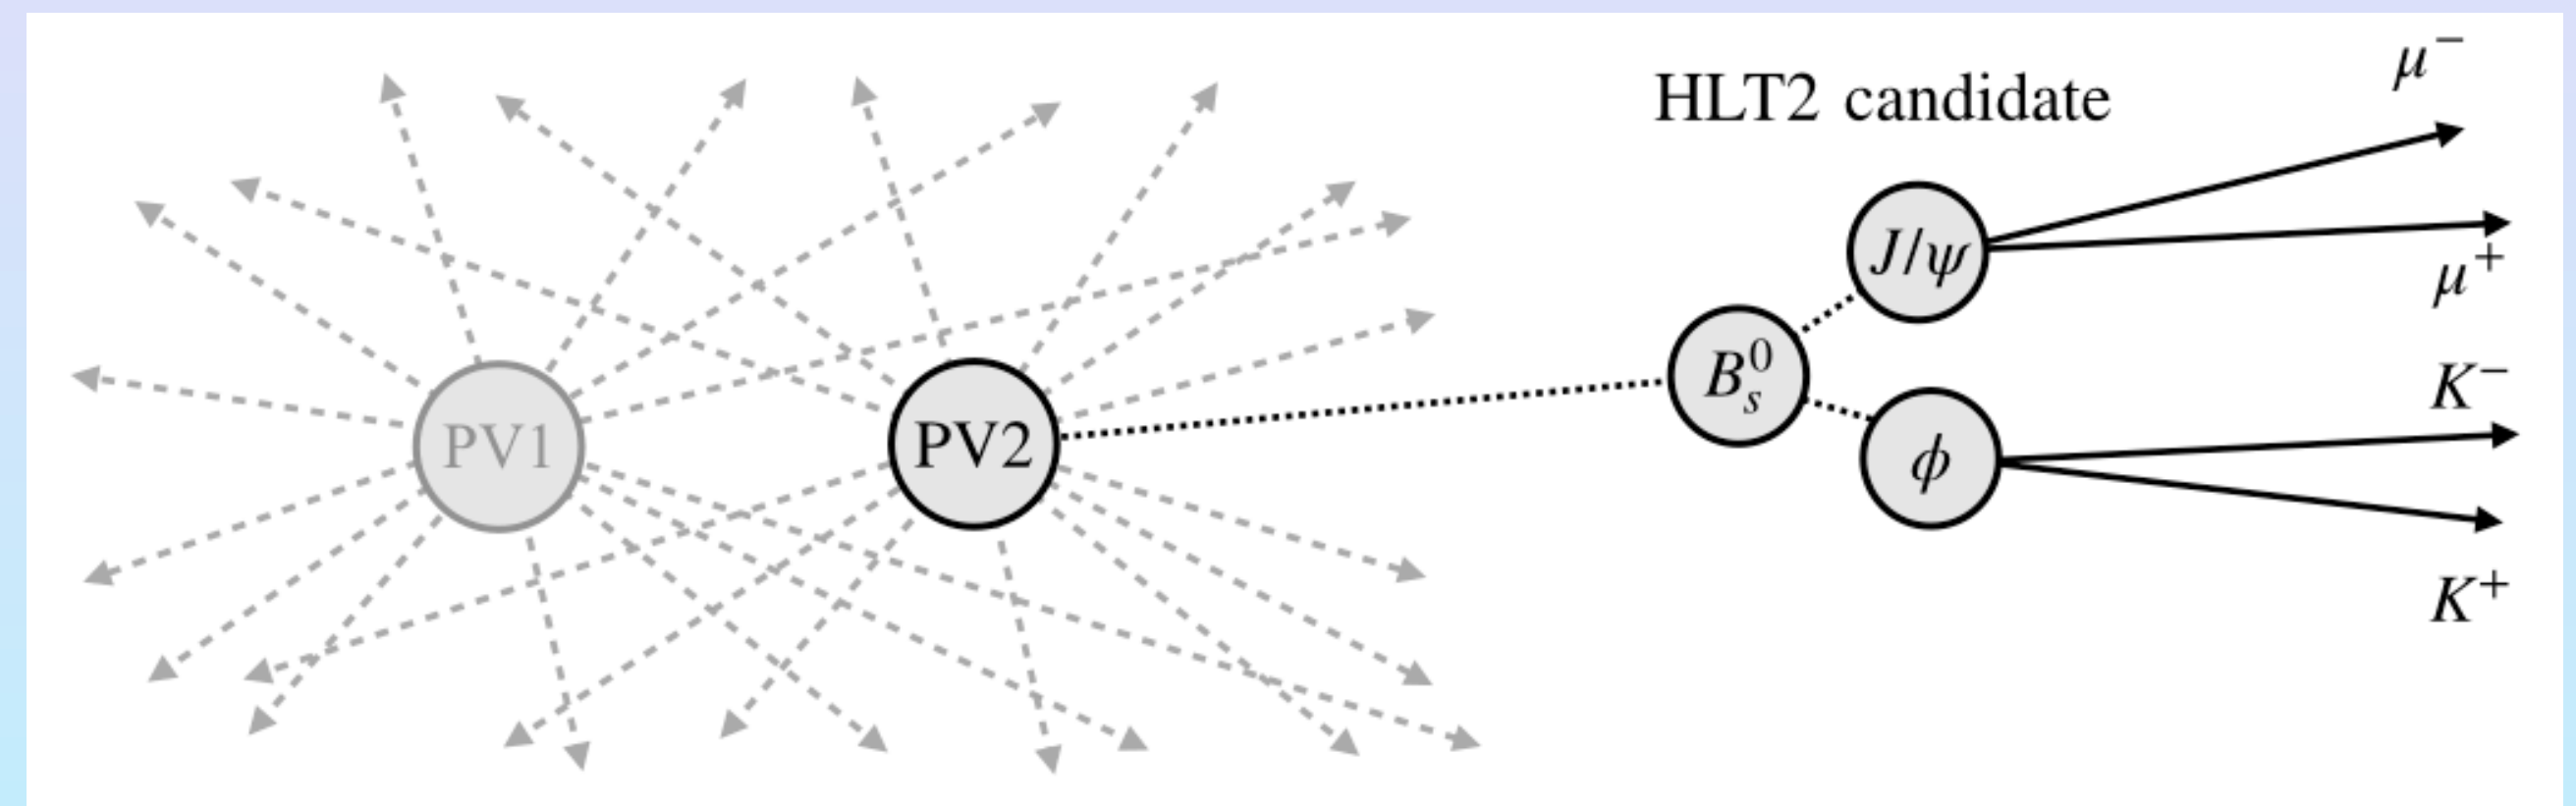 HLT2 candidate
μ⁻
J/ψ
μ⁺
B⁰ₛ
K⁻
PV1
PV2
ϕ
K⁺